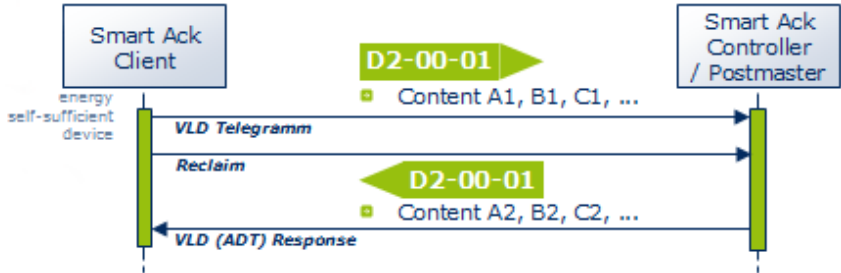 Smart Ack
Client
Smart Ack
Controller
/ Postmaster
D2-00-01
energy
self-sufficient
device
Content A1, B1, C1, ...
VLD Telegramm
Reclaim
D2-00-01
Content A2, B2, C2, ...
VLD (ADT) Response